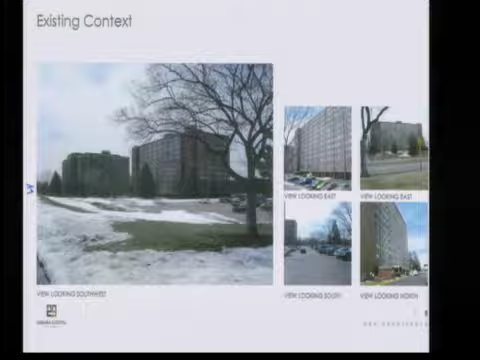 Existing Context
VIEW LOOKING EAST
VIEW LOOKING EAST
VIEW LOOKING SOUTHWEST
VIEW LOOKING SOUTH
VIEW LOOKING NORTH